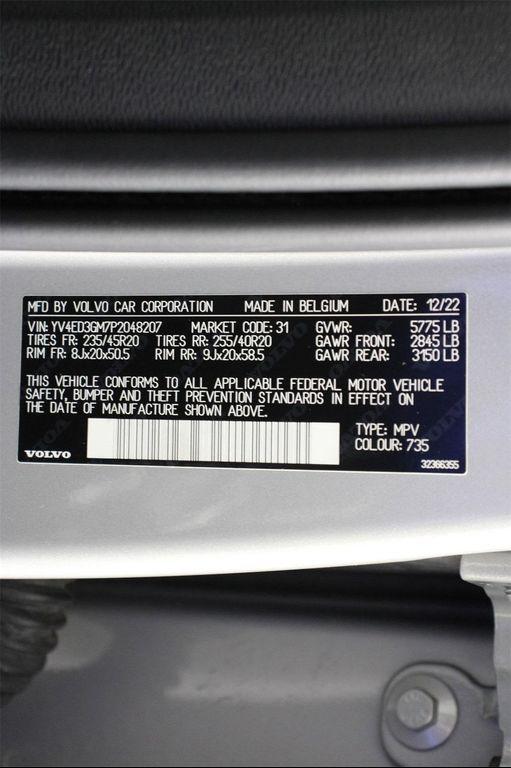 MFD BY VOLVO CAR CORPORATION MADE IN BELGIUM DATE: 12/22
VIN: YV4ED3GM7P2048207 MARKET CODE: 31 GVWR: 5775 LB
TIRES FR: 235/45R20 TIRES RR: 255/40R20 GAWR FRONT: 2845 LB
RIM FR: 8Jx20x50.5 RIM RR: 9Jx20x58.5 GAWR REAR: 3150 LB
THIS VEHICLE CONFORMS TO ALL APPLICABLE FEDERAL MOTOR VEHICLE
SAFETY, BUMPER AND THEFT PREVENTION STANDARDS IN EFFECT ON
THE DATE OF MANUFACTURE SHOWN ABOVE.
TYPE: MPV
COLOUR: 735
VOLVO 32366355